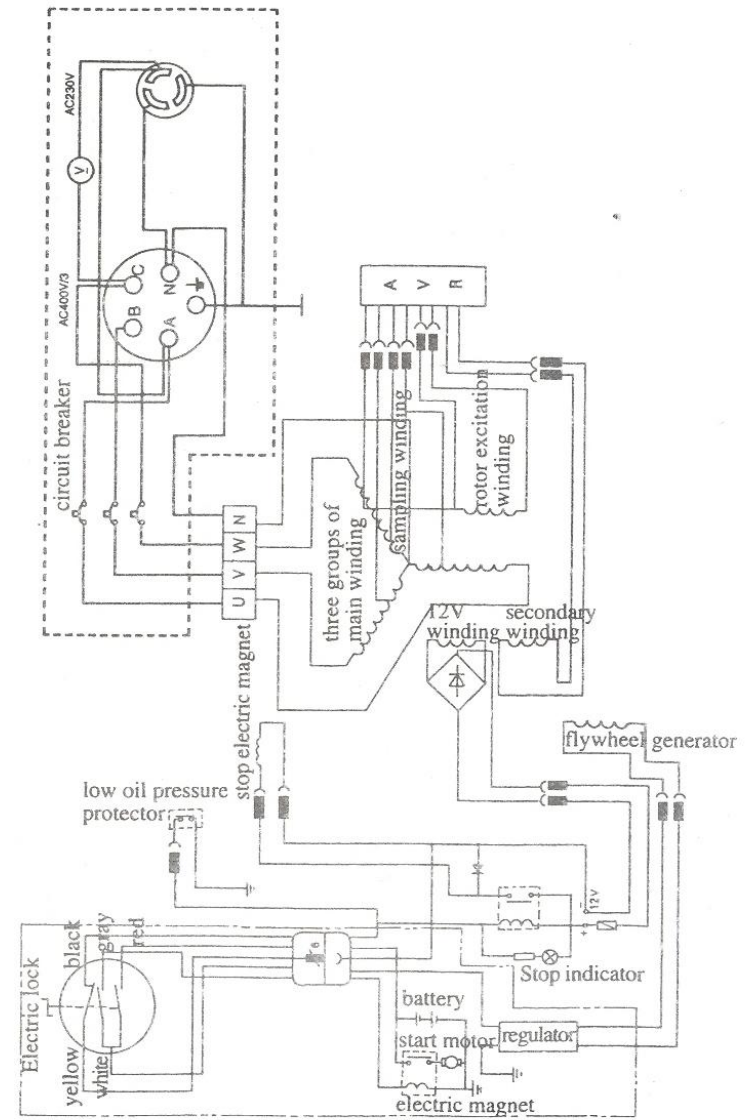 AC230V
V
AC400V/3
C
B
N
A
circuit breaker
A V R
N
W
V
U
three groups of
main winding
sampling winding
rotor excitation
winding
12V
winding
secondary
winding
stop electric magnet
flywheel generator
low oil pressure
protector
12V
Electric lock
black
gray
red
yellow
white
Stop indicator
battery
start motor
regulator
electric magnet